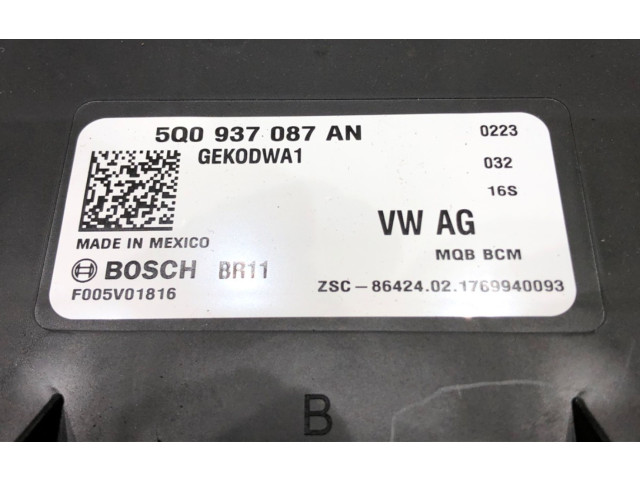 5Q0 937 087 AN 0223
GEKODWA1 032
16S
VW AG
MADE IN MEXICO MQB BCM
BOSCH BR11
F005V01816 ZSC-86424.02.1769940093
B